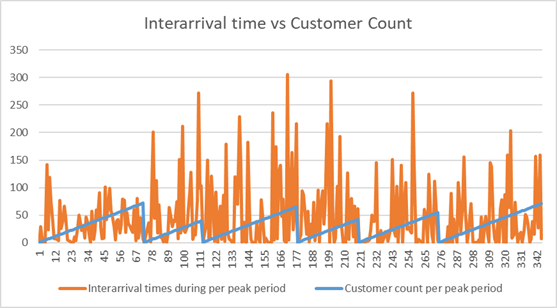 Interarrival time vs Customer Count
350
300
250
200
150
100
50
0
1 12 23 34 45 56 67 78 89 100 111 122 133 144 155 166 177 188 199 210 221 232 243 254 265 276 287 298 309 320 331 342
Interarrival times during per peak period Customer count per peak period